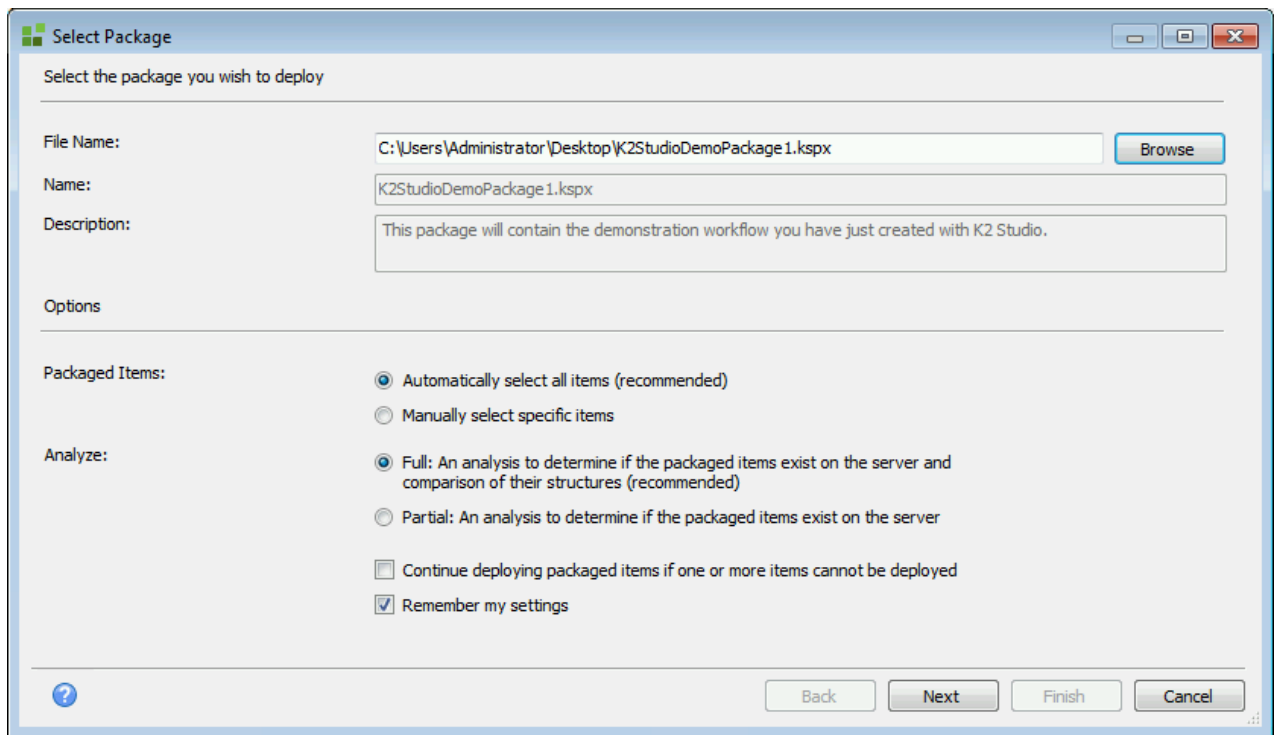 Select Package
Select the package you wish to deploy
File Name:
C:\Users\Administrator\Desktop\K2StudioDemoPackage1.kspx
Browse
Name:
K2StudioDemoPackage1.kspx
Description:
This package will contain the demonstration workflow you have just created with K2 Studio.
Options
Packaged Items:
Automatically select all items (recommended)
Manually select specific items
Analyze:
Full: An analysis to determine if the packaged items exist on the server and
comparison of their structures (recommended)
Partial: An analysis to determine if the packaged items exist on the server
Continue deploying packaged items if one or more items cannot be deployed
Remember my settings
?
Back
Next
Finish
Cancel